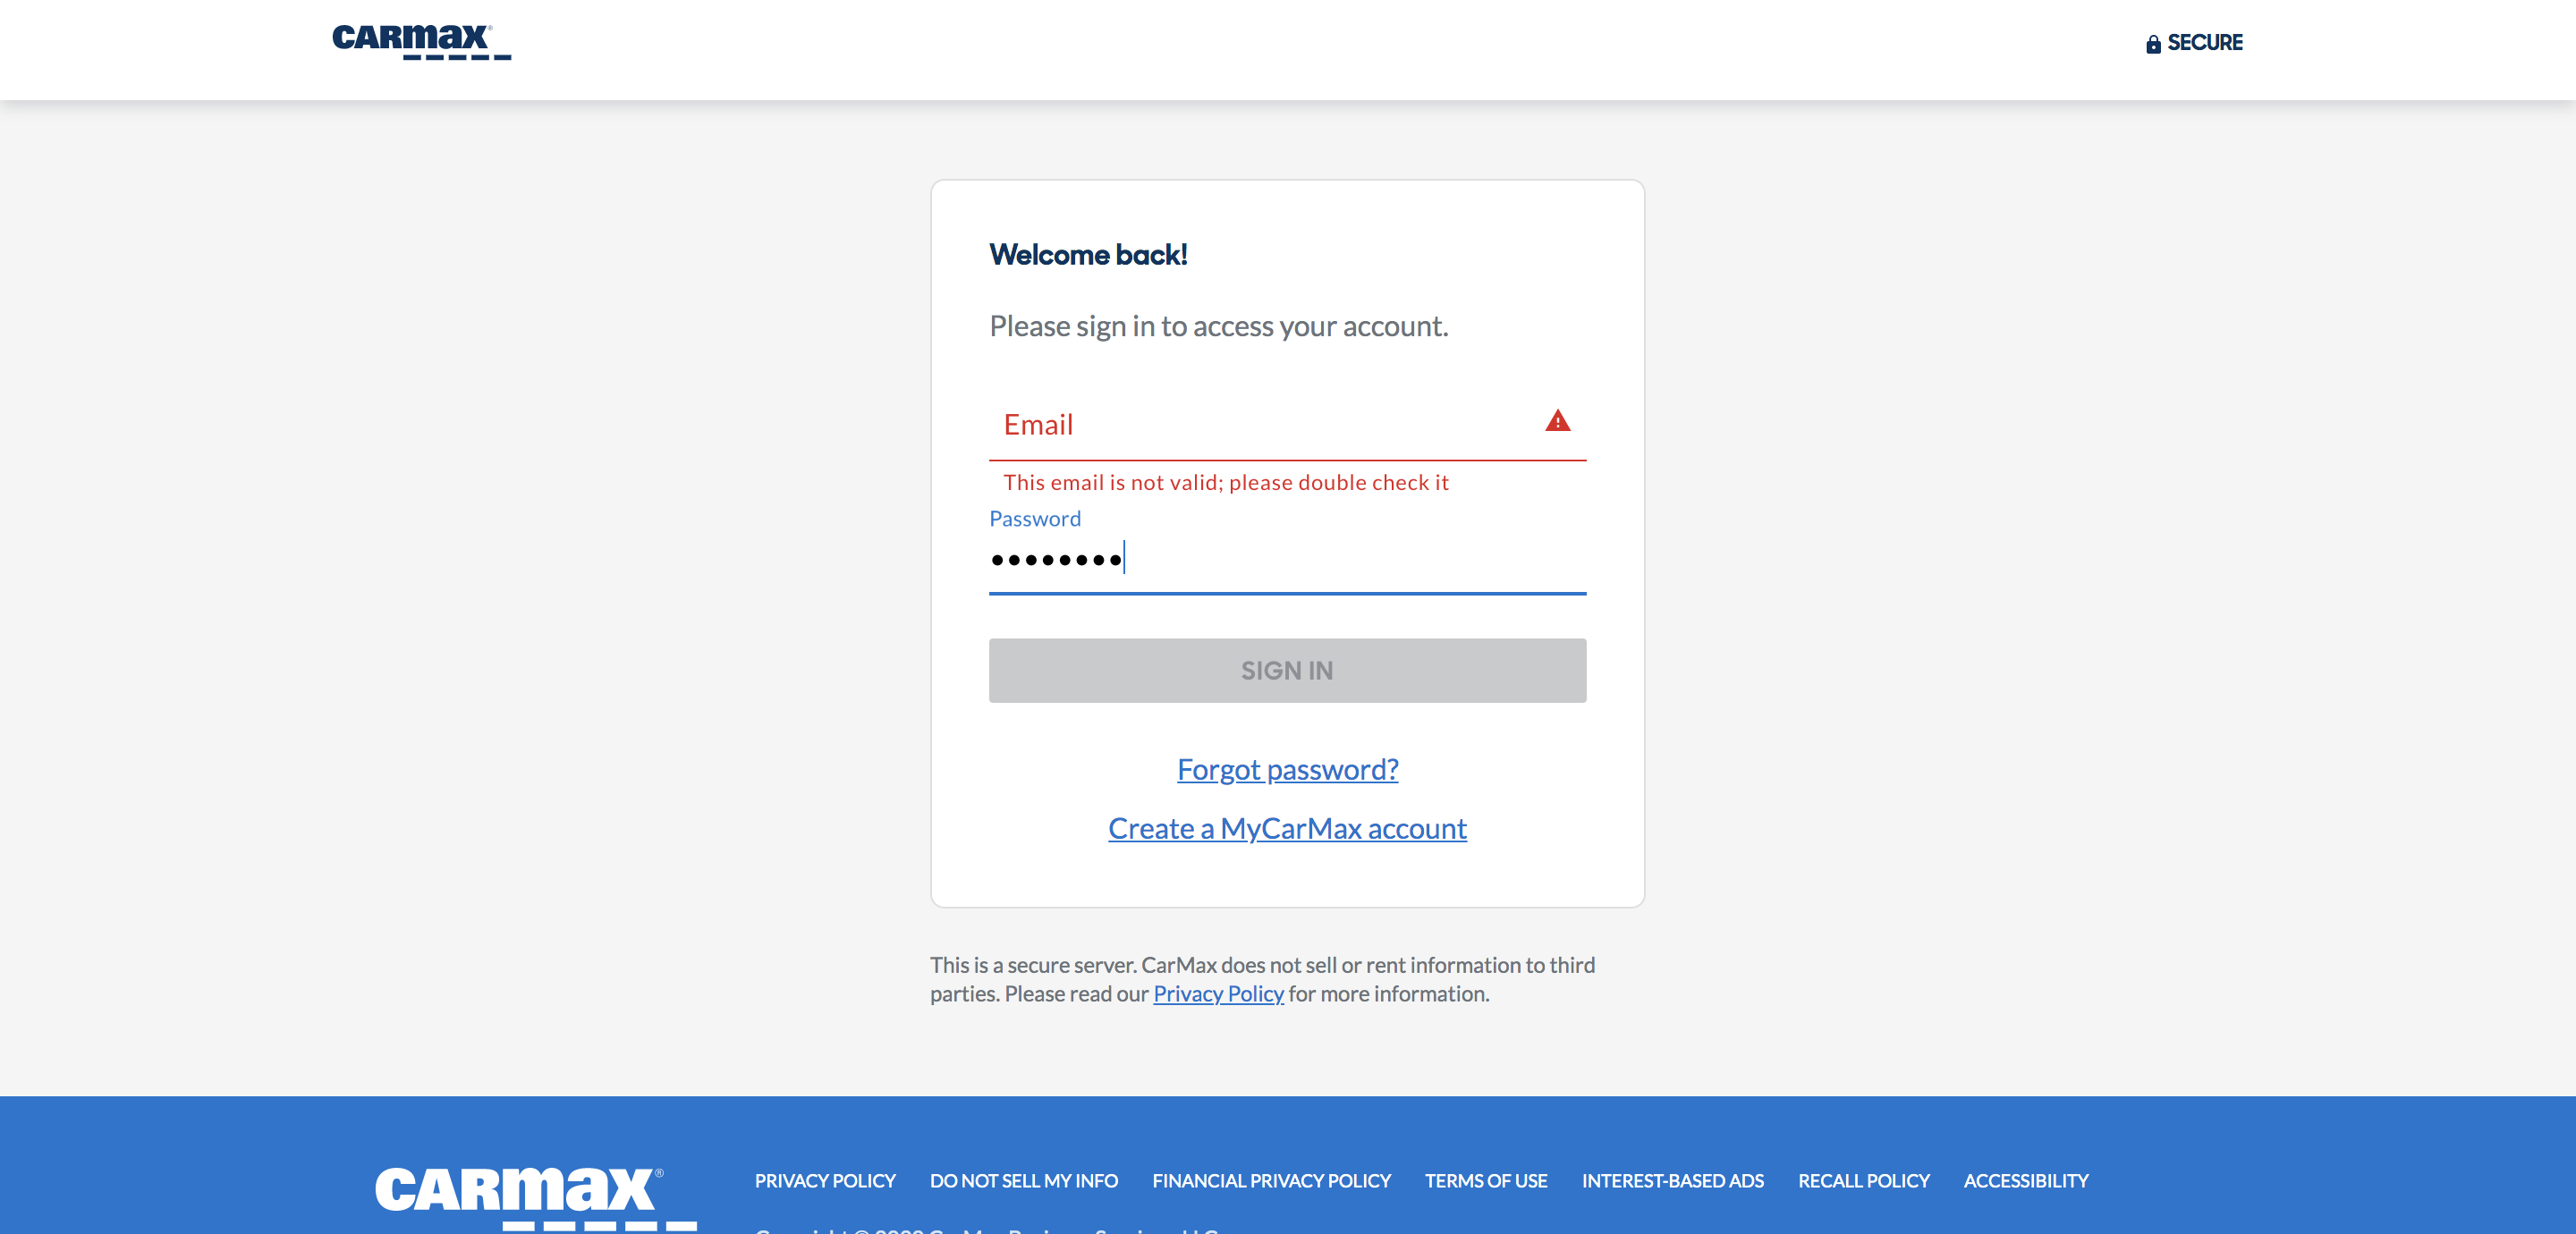 CARMAX®
SECURE
Welcome back!
Please sign in to access your account.
Email
This email is not valid; please double check it
Password
SIGN IN
Forgot password?
Create a MyCarMax account
This is a secure server. CarMax does not sell or rent information to third
parties. Please read our Privacy Policy for more information.
CARMAX®
PRIVACY POLICY DO NOT SELL MY INFO FINANCIAL PRIVACY POLICY TERMS OF USE INTEREST-BASED ADS RECALL POLICY ACCESSIBILITY